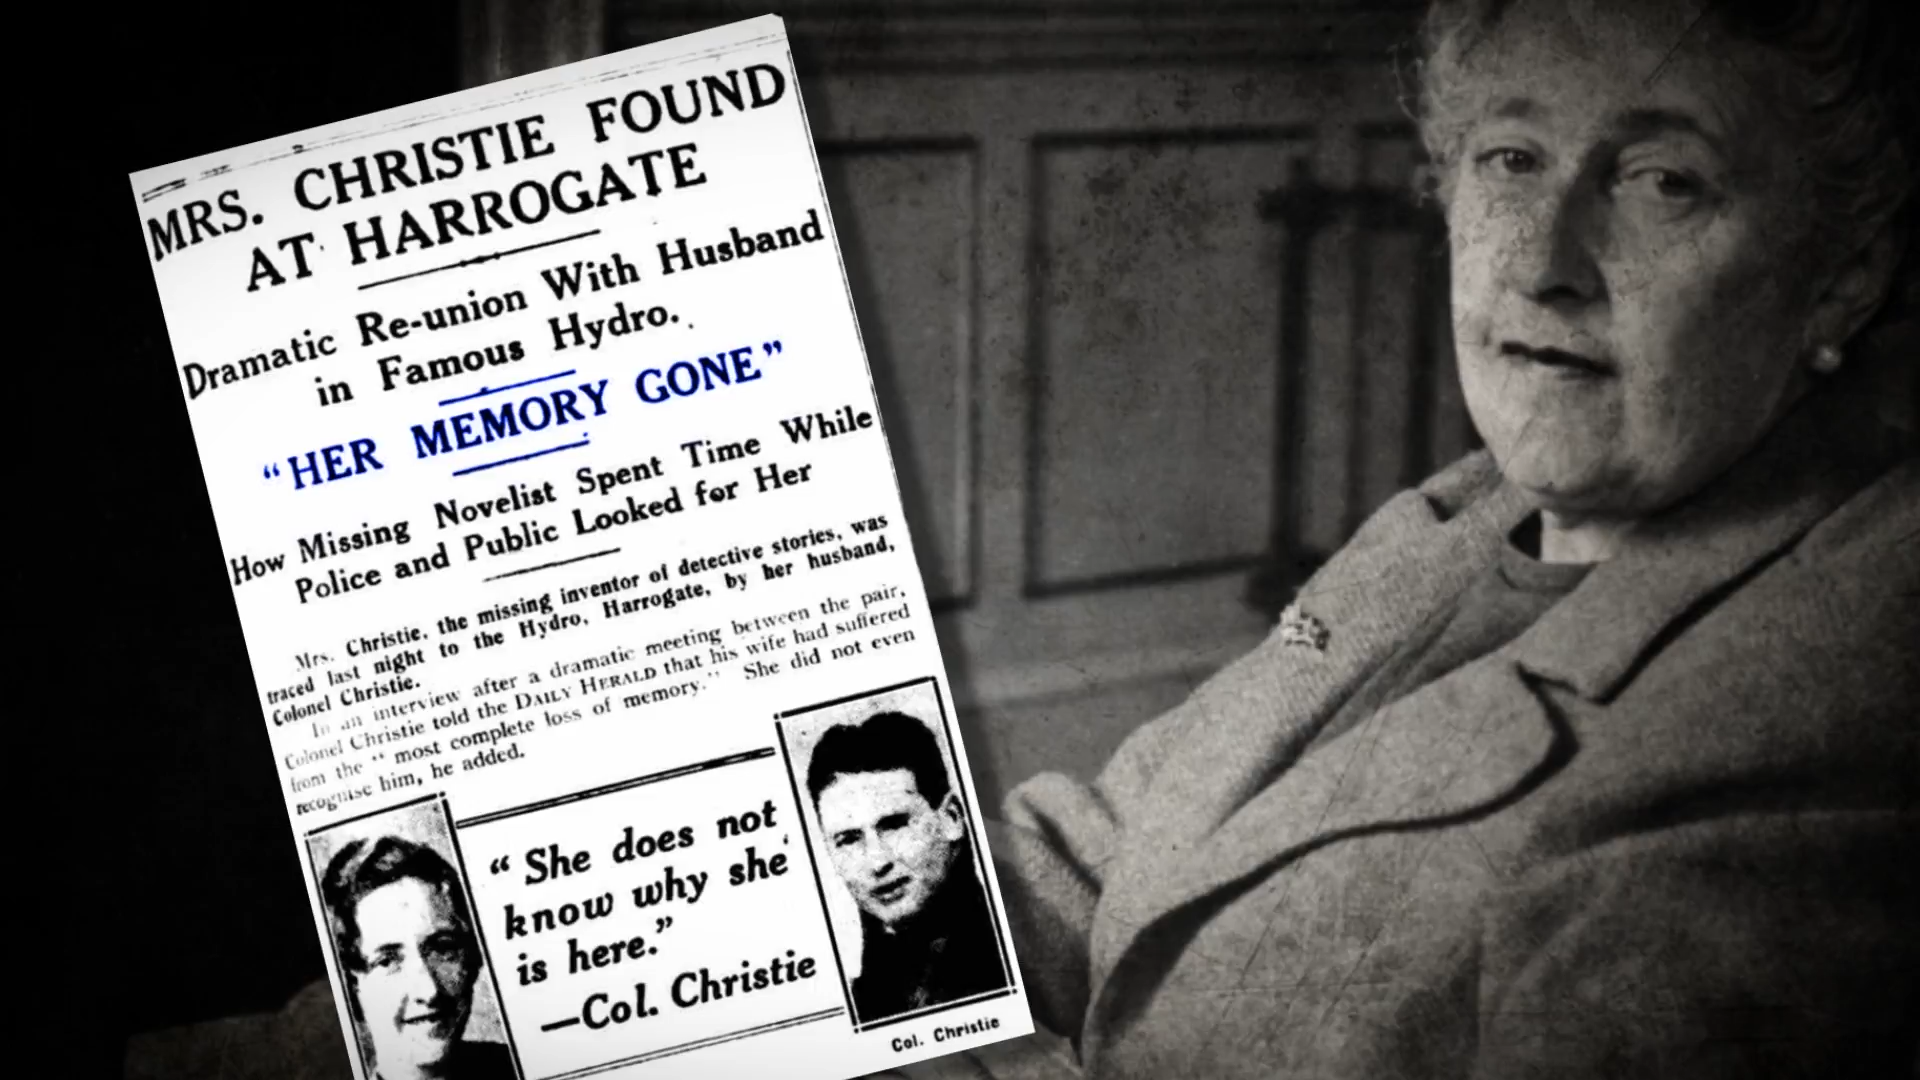 MRS. CHRISTIE FOUND
AT HARROGATE
Dramatic Re-union With Husband
in Famous Hydro.
"HER MEMORY GONE"
How Missing Novelist Spent Time While
Police and Public Looked for Her
Mrs. Christie, the missing inventor of detective stories, was
traced last night to the Hydro, Harrogate, by her husband,
Colonel Christie.
In an interview after a dramatic meeting between the pair,
Colonel Christie told the DAILY HERALD that his wife had suffered
from the "most complete loss of memory." She did not even
recognise him, he added.
"She does not
know why she
is here."
—Col. Christie
Col. Christie